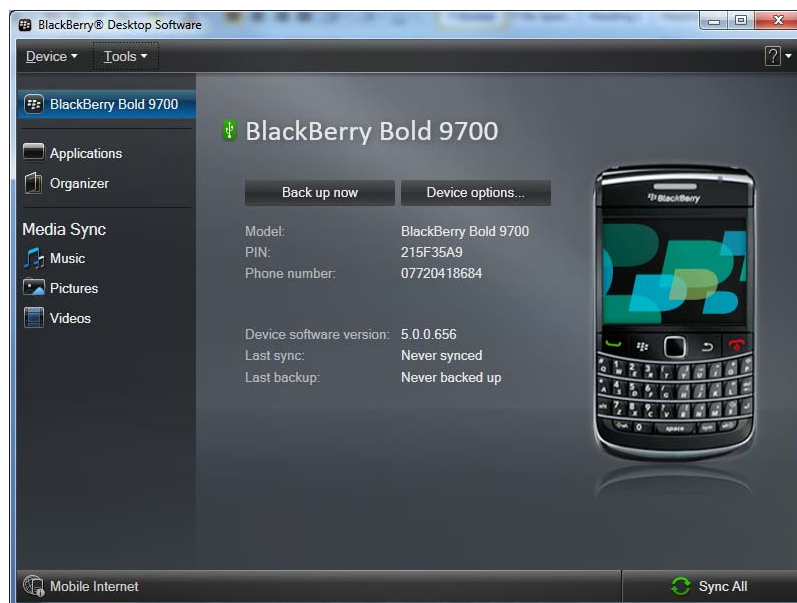 BlackBerry® Desktop Software
Device Tools ?
BlackBerry Bold 9700
Applications
Organizer
Media Sync
Music
Pictures
Videos
BlackBerry Bold 9700
Back up now Device options...
Model: BlackBerry Bold 9700
PIN: 215F35A9
Phone number: 07720418684
Device software version: 5.0.0.656
Last sync: Never synced
Last backup: Never backed up
BlackBerry
Mobile Internet
Sync All